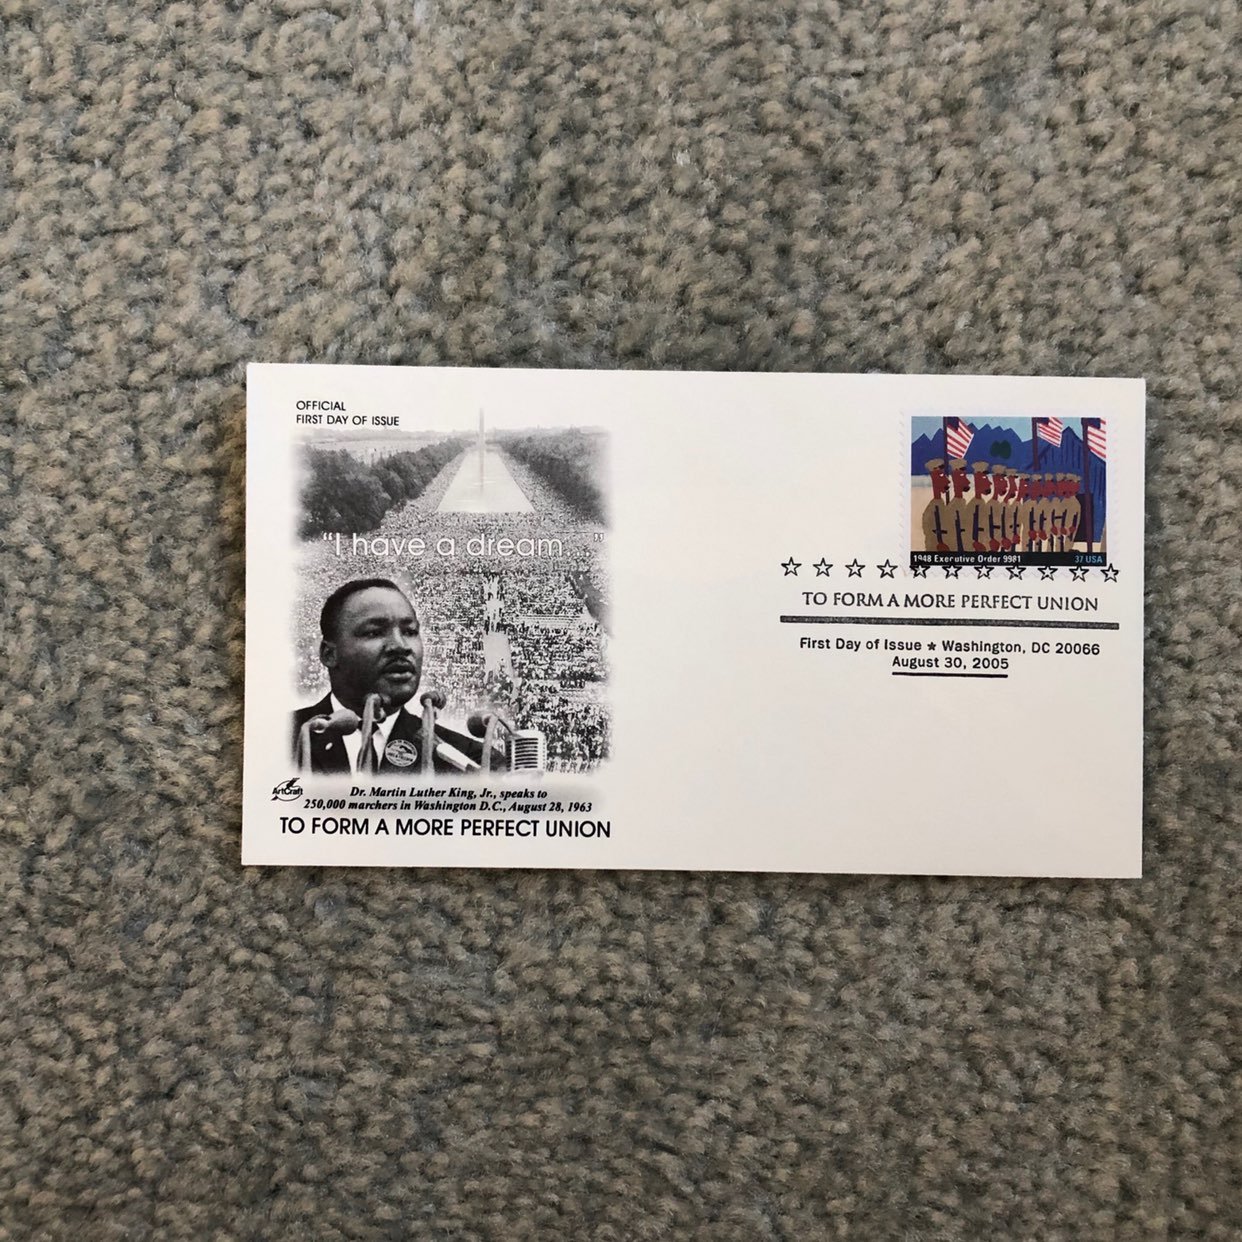 OFFICIAL
FIRST DAY OF ISSUE
"I have a dream..."
ArtCraft
Dr. Martin Luther King, Jr., speaks to
250,000 marchers in Washington D.C., August 28, 1963
TO FORM A MORE PERFECT UNION
1948 Executive Order 9981
37 USA
TO FORM A MORE PERFECT UNION
First Day of Issue ★ Washington, DC 20066
August 30, 2005